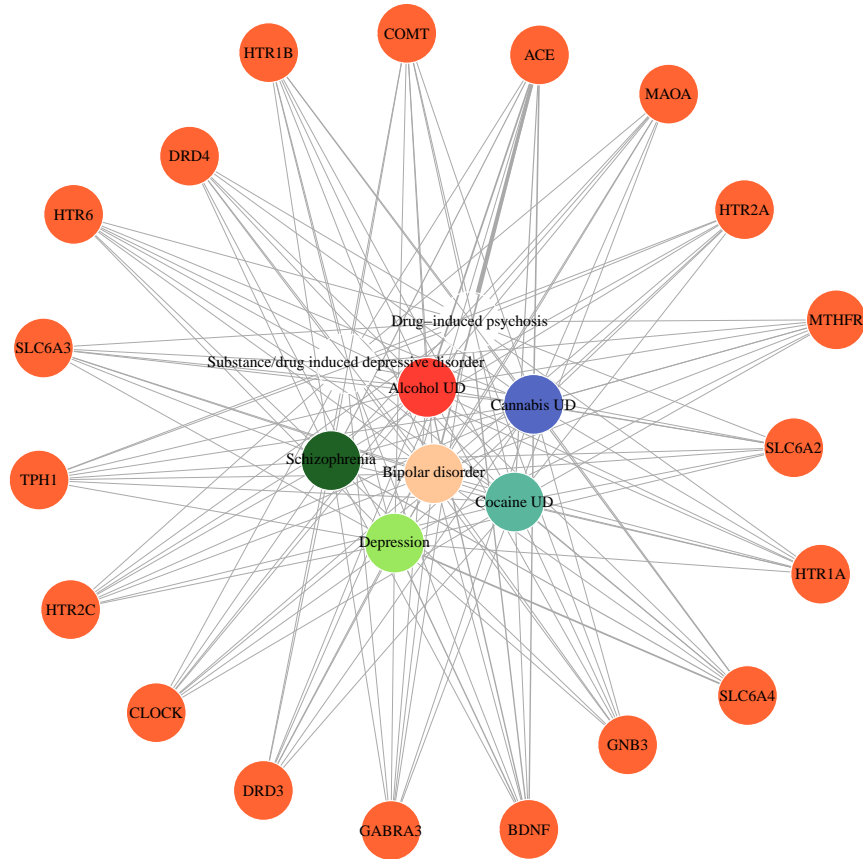 COMT
HTR1B
ACE
MAOA
DRD4
HTR6
HTR2A
MTHFR
Drug−induced psychosis
SLC6A3
Substance/drug induced depressive disorder
Alcohol UD
Cannabis UD
SLC6A2
Schizophrenia
Bipolar disorder
TPH1
Cocaine UD
Depression
HTR1A
HTR2C
SLC6A4
CLOCK
GNB3
DRD3
GABRA3
BDNF